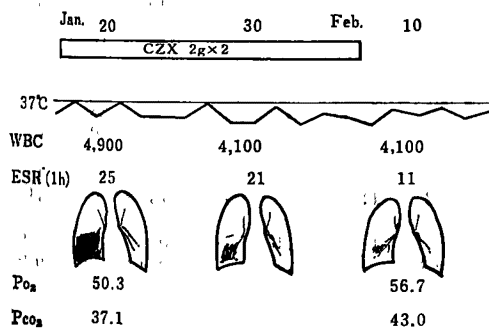 Jan. 20 30 Feb. 10
CZX 2g×2
37℃
WBC 4,900 4,100 4,100
ESR (1h) 25 21 11
Po₂ 50.3 56.7
Pco₂ 37.1 43.0